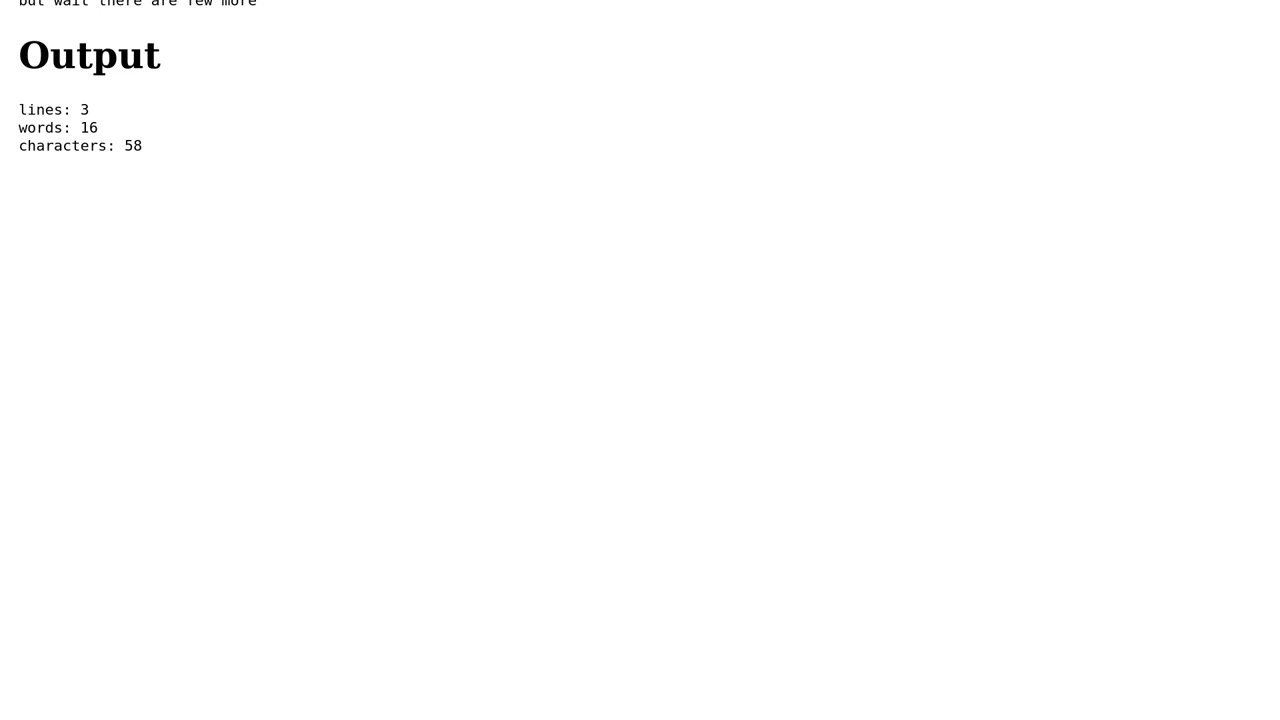 but wait there are few more
Output
lines: 3
words: 16
characters: 58